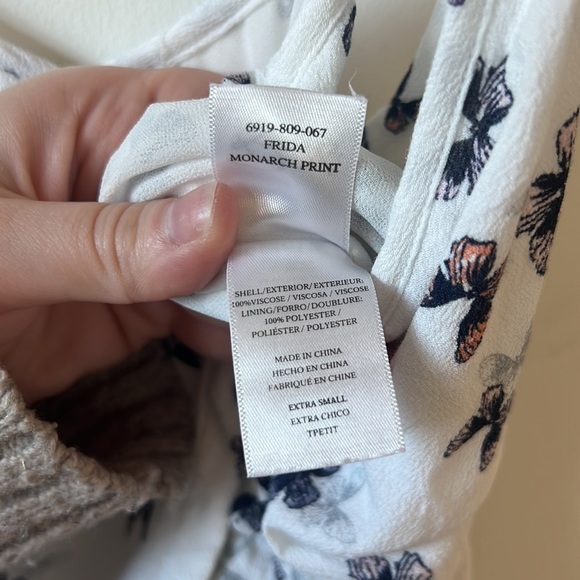 6919-809-067
FRIDA
MONARCH PRINT
SHELL/EXTERIOR/EXTERIEUR:
100%VISCOSE / VISCOSA / VISCOSE
LINING/FORRO/DOUBLURE:
100% POLYESTER /
POLIÉSTER / POLYESTER
MADE IN CHINA
HECHO EN CHINA
FABRIQUÉ EN CHINE
EXTRA SMALL
EXTRA CHICO
TPETIT